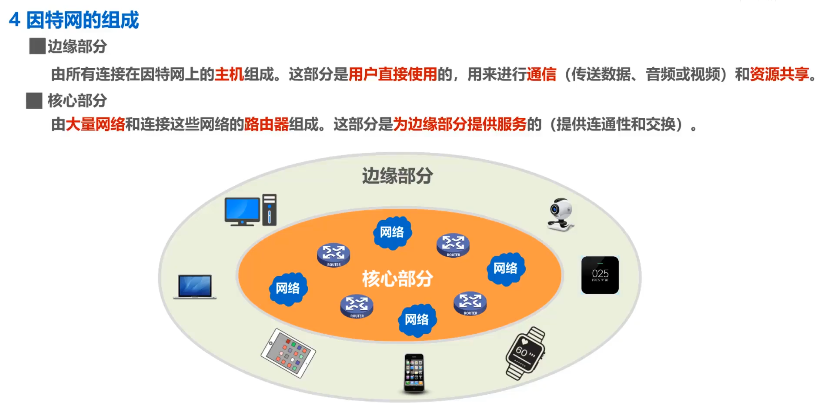 4 因特网的组成
边缘部分
由所有连接在因特网上的主机组成。这部分是用户直接使用的，用来进行通信（传送数据、音频或视频）和资源共享。
核心部分
由大量网络和连接这些网络的路由器组成。这部分是为边缘部分提供服务的（提供连通性和交换）。
边缘部分
网络
ROUTER
ROUTER
网络
核心部分
025
网络
ROUTER
ROUTER
网络
60